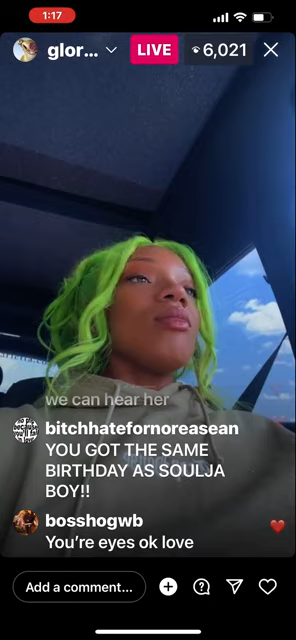 1:17
glor...
LIVE
6,021
we can hear her
bitchhatefornoreasean
YOU GOT THE SAME
BIRTHDAY AS SOULJA
BOY!!
bosshogwb
You're eyes ok love
Add a comment...